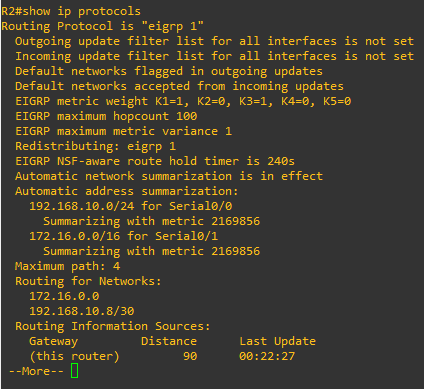 R2#show ip protocols
Routing Protocol is "eigrp 1"
  Outgoing update filter list for all interfaces is not set
  Incoming update filter list for all interfaces is not set
  Default networks flagged in outgoing updates
  Default networks accepted from incoming updates
  EIGRP metric weight K1=1, K2=0, K3=1, K4=0, K5=0
  EIGRP maximum hopcount 100
  EIGRP maximum metric variance 1
  Redistributing: eigrp 1
  EIGRP NSF-aware route hold timer is 240s
  Automatic network summarization is in effect
  Automatic address summarization:
    192.168.10.0/24 for Serial0/0
      Summarizing with metric 2169856
    172.16.0.0/16 for Serial0/1
      Summarizing with metric 2169856
  Maximum path: 4
  Routing for Networks:
    172.16.0.0
    192.168.10.8/30
  Routing Information Sources:
    Gateway         Distance      Last Update
    (this router)         90      00:22:27
 --More--